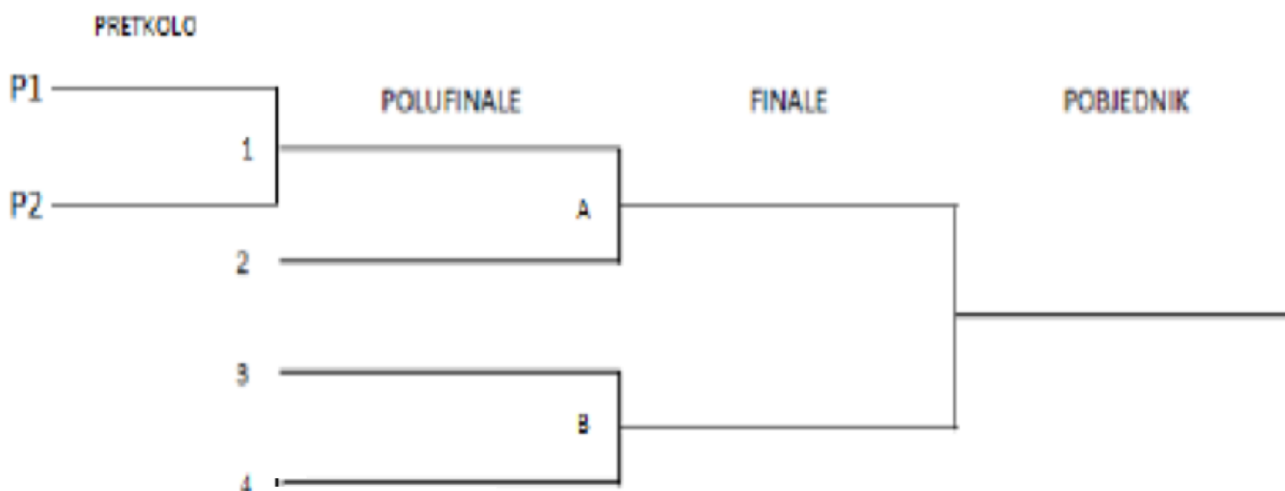 PRETKOLO
P1
POLUFINALE FINALE POBJEDNIK
1
P2
A
2
3
B
4